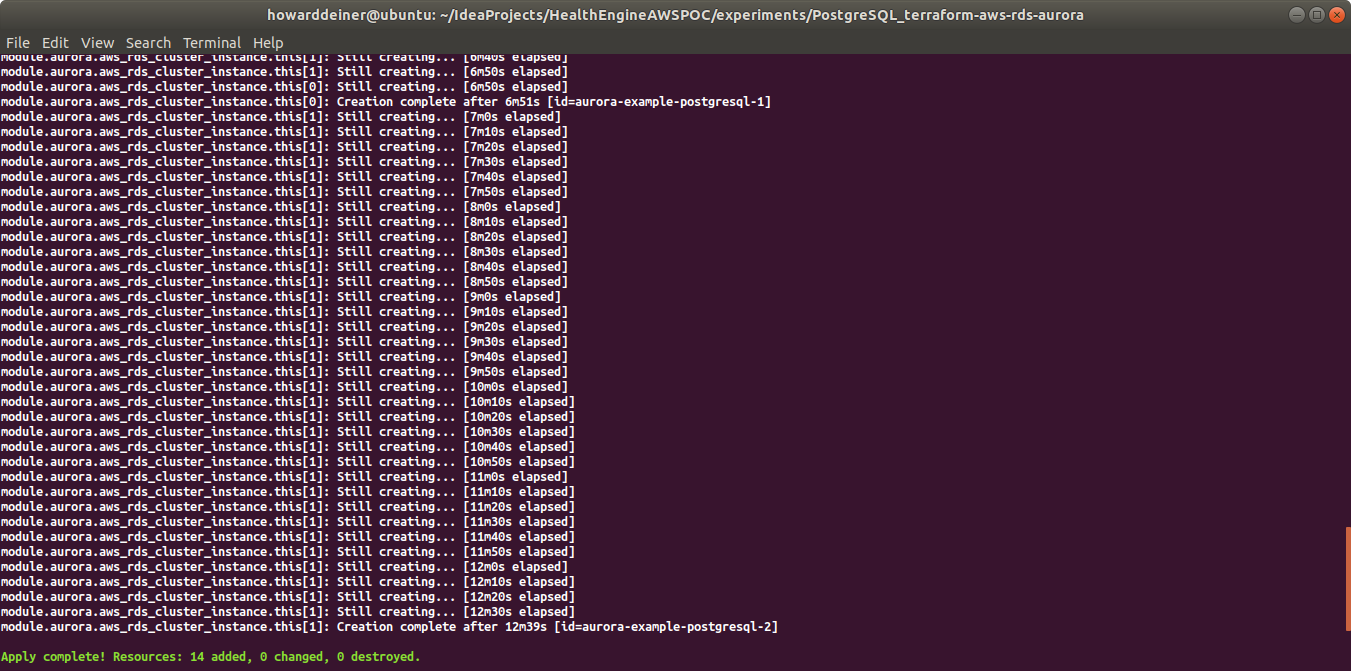 howarddeiner@ubuntu: ~/IdeaProjects/HealthEngineAWSPOC/experiments/PostgreSQL_terraform-aws-rds-aurora
File Edit View Search Terminal Help
module.aurora.aws_rds_cluster_instance.this[1]: Still creating... [6m40s elapsed]
module.aurora.aws_rds_cluster_instance.this[1]: Still creating... [6m50s elapsed]
module.aurora.aws_rds_cluster_instance.this[0]: Still creating... [6m50s elapsed]
module.aurora.aws_rds_cluster_instance.this[0]: Creation complete after 6m51s [id=aurora-example-postgresql-1]
module.aurora.aws_rds_cluster_instance.this[1]: Still creating... [7m0s elapsed]
module.aurora.aws_rds_cluster_instance.this[1]: Still creating... [7m10s elapsed]
module.aurora.aws_rds_cluster_instance.this[1]: Still creating... [7m20s elapsed]
module.aurora.aws_rds_cluster_instance.this[1]: Still creating... [7m30s elapsed]
module.aurora.aws_rds_cluster_instance.this[1]: Still creating... [7m40s elapsed]
module.aurora.aws_rds_cluster_instance.this[1]: Still creating... [7m50s elapsed]
module.aurora.aws_rds_cluster_instance.this[1]: Still creating... [8m0s elapsed]
module.aurora.aws_rds_cluster_instance.this[1]: Still creating... [8m10s elapsed]
module.aurora.aws_rds_cluster_instance.this[1]: Still creating... [8m20s elapsed]
module.aurora.aws_rds_cluster_instance.this[1]: Still creating... [8m30s elapsed]
module.aurora.aws_rds_cluster_instance.this[1]: Still creating... [8m40s elapsed]
module.aurora.aws_rds_cluster_instance.this[1]: Still creating... [8m50s elapsed]
module.aurora.aws_rds_cluster_instance.this[1]: Still creating... [9m0s elapsed]
module.aurora.aws_rds_cluster_instance.this[1]: Still creating... [9m10s elapsed]
module.aurora.aws_rds_cluster_instance.this[1]: Still creating... [9m20s elapsed]
module.aurora.aws_rds_cluster_instance.this[1]: Still creating... [9m30s elapsed]
module.aurora.aws_rds_cluster_instance.this[1]: Still creating... [9m40s elapsed]
module.aurora.aws_rds_cluster_instance.this[1]: Still creating... [9m50s elapsed]
module.aurora.aws_rds_cluster_instance.this[1]: Still creating... [10m0s elapsed]
module.aurora.aws_rds_cluster_instance.this[1]: Still creating... [10m10s elapsed]
module.aurora.aws_rds_cluster_instance.this[1]: Still creating... [10m20s elapsed]
module.aurora.aws_rds_cluster_instance.this[1]: Still creating... [10m30s elapsed]
module.aurora.aws_rds_cluster_instance.this[1]: Still creating... [10m40s elapsed]
module.aurora.aws_rds_cluster_instance.this[1]: Still creating... [10m50s elapsed]
module.aurora.aws_rds_cluster_instance.this[1]: Still creating... [11m0s elapsed]
module.aurora.aws_rds_cluster_instance.this[1]: Still creating... [11m10s elapsed]
module.aurora.aws_rds_cluster_instance.this[1]: Still creating... [11m20s elapsed]
module.aurora.aws_rds_cluster_instance.this[1]: Still creating... [11m30s elapsed]
module.aurora.aws_rds_cluster_instance.this[1]: Still creating... [11m40s elapsed]
module.aurora.aws_rds_cluster_instance.this[1]: Still creating... [11m50s elapsed]
module.aurora.aws_rds_cluster_instance.this[1]: Still creating... [12m0s elapsed]
module.aurora.aws_rds_cluster_instance.this[1]: Still creating... [12m10s elapsed]
module.aurora.aws_rds_cluster_instance.this[1]: Still creating... [12m20s elapsed]
module.aurora.aws_rds_cluster_instance.this[1]: Still creating... [12m30s elapsed]
module.aurora.aws_rds_cluster_instance.this[1]: Creation complete after 12m39s [id=aurora-example-postgresql-2]
Apply complete! Resources: 14 added, 0 changed, 0 destroyed.